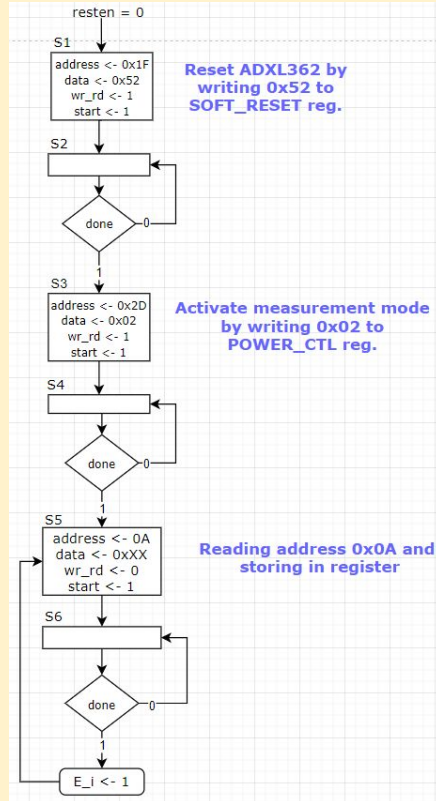 resten = 0
S1
address <- 0x1F
data <- 0x52
wr_rd <- 1
start <- 1
Reset ADXL362 by
writing 0x52 to
SOFT_RESET reg.
S2
done
0
1
S3
address <- 0x2D
data <- 0x02
wr_rd <- 1
start <- 1
Activate measurement mode
by writing 0x02 to
POWER_CTL reg.
S4
done
0
1
S5
address <- 0A
data <- 0xXX
wr_rd <- 0
start <- 1
Reading address 0x0A and
storing in register
S6
done
0
1
E_i <- 1